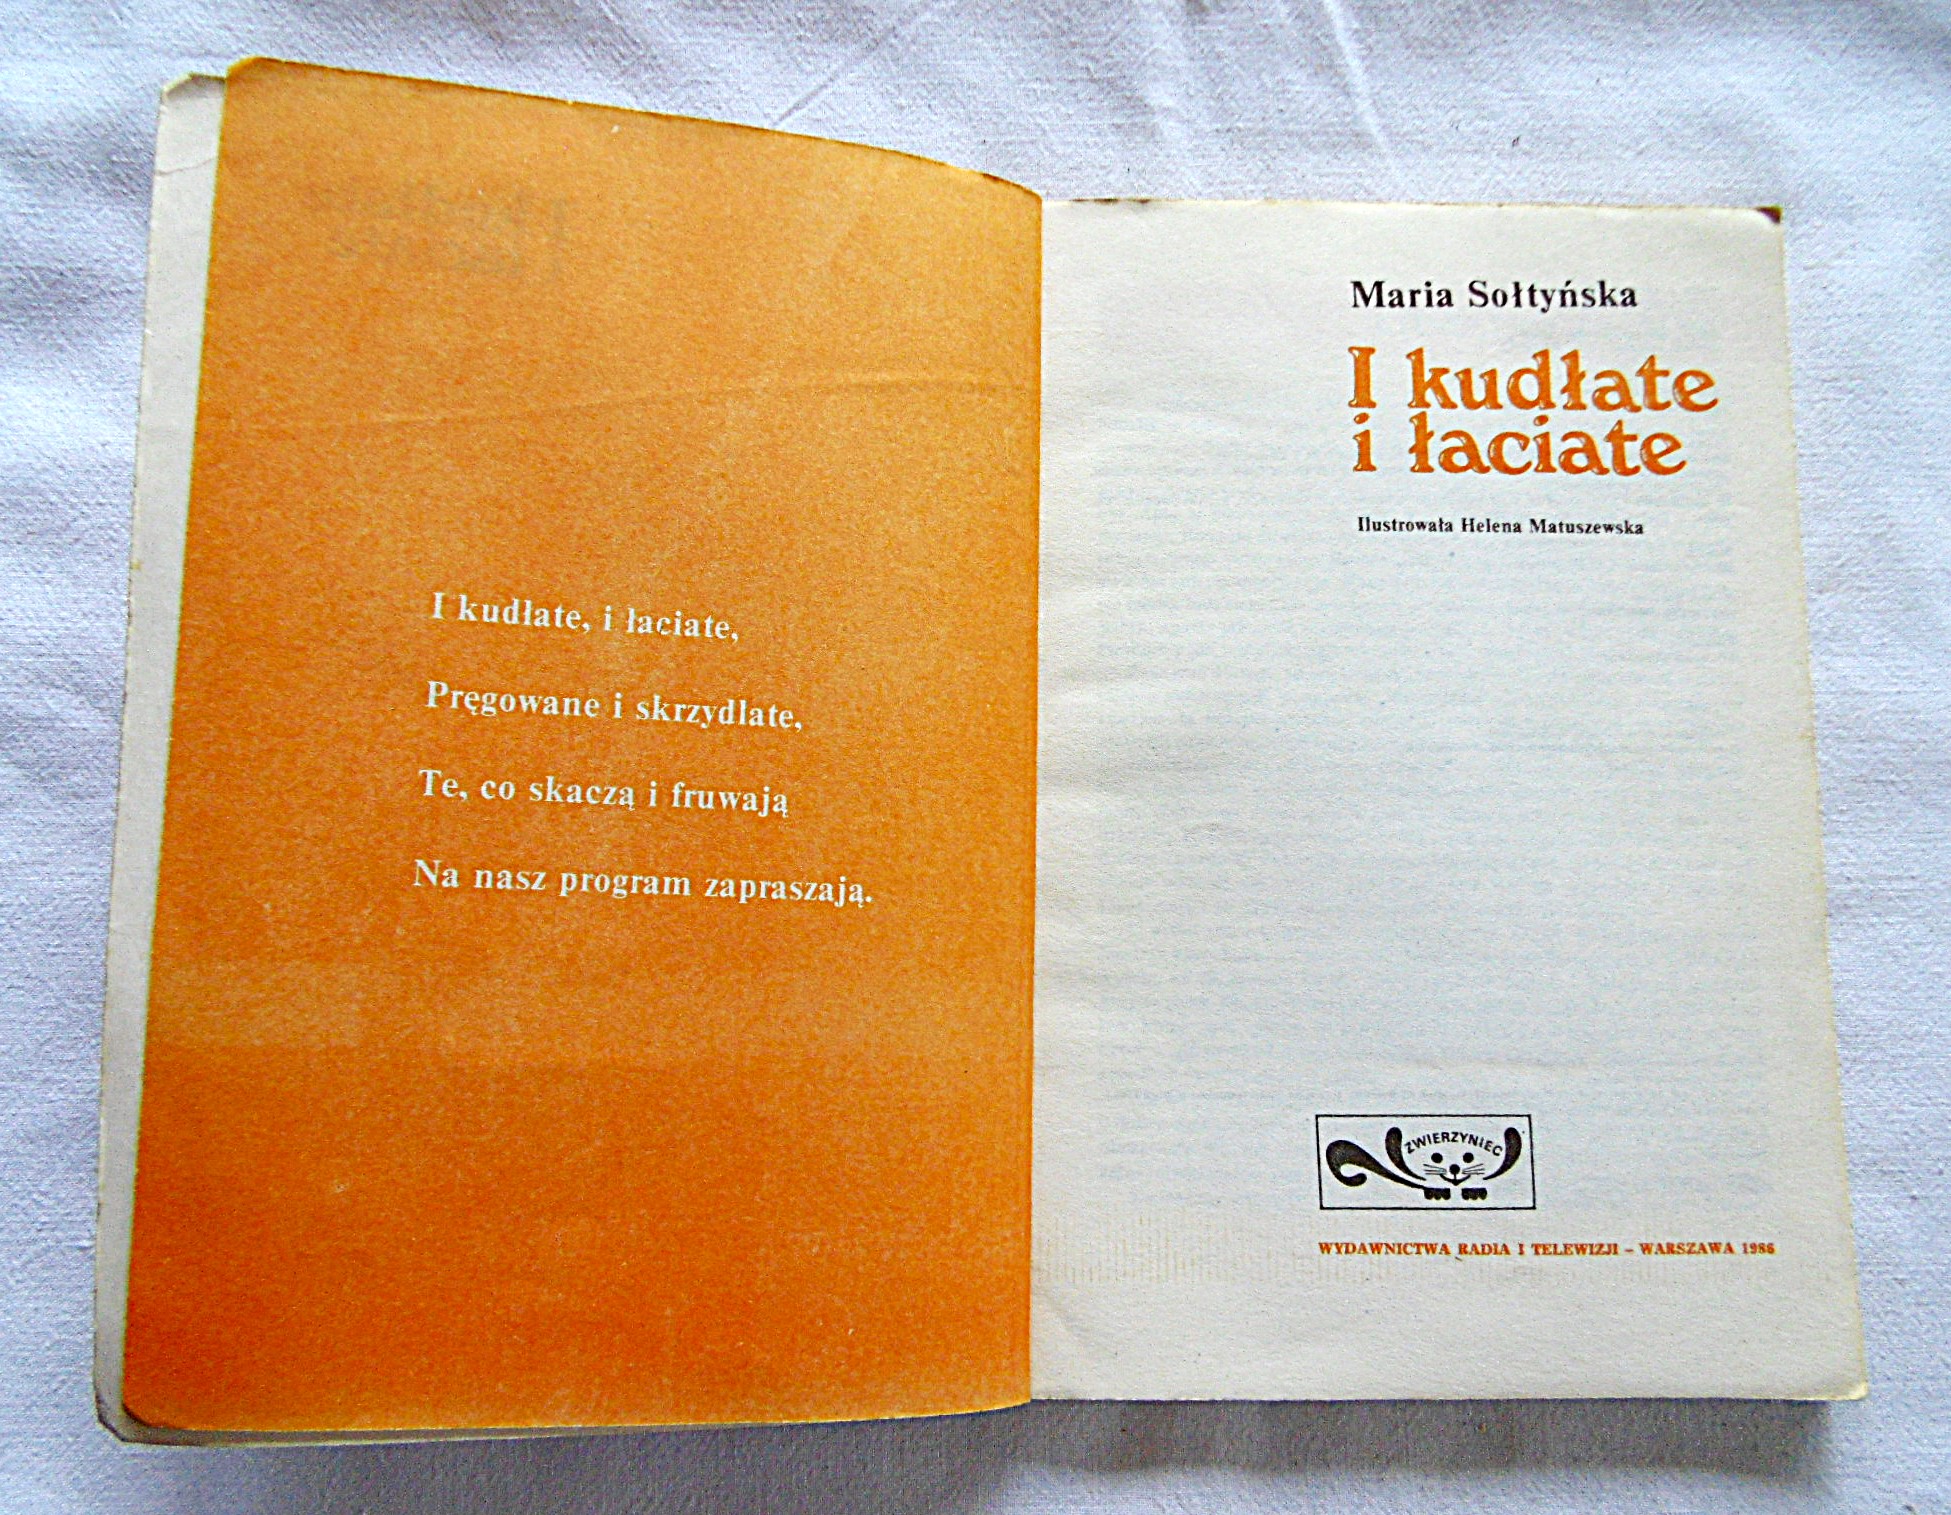 I kudłate, i łaciate,
Pręgowane i skrzydlate,
Te, co skaczą i fruwają
Na nasz program zapraszają.
Maria Sołtyńska
I kudłate
i łaciate
Ilustrowała Helena Matuszewska
ZWIERZYNIEC
WYDAWNICTWA RADIA I TELEWIZJI – WARSZAWA 1986